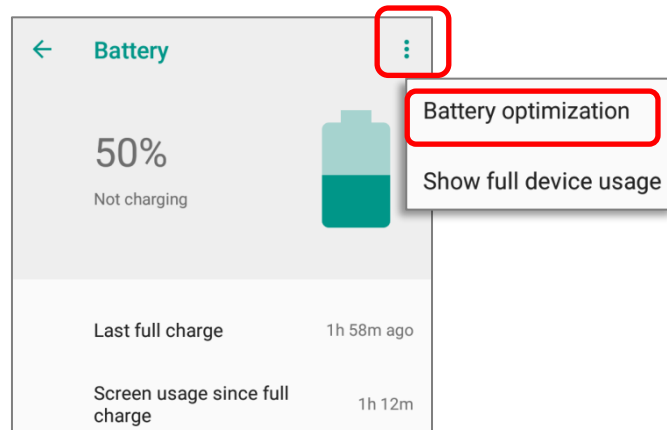 Battery
Battery optimization
Show full device usage
50%
Not charging
Last full charge 1h 58m ago
Screen usage since full
charge 1h 12m